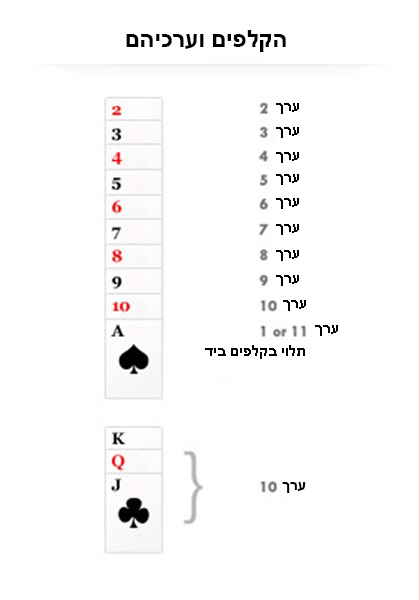 הקלפים וערכיהם
2 ערך 2
3 ערך 3
4 ערך 4
5 ערך 5
6 ערך 6
7 ערך 7
8 ערך 8
9 ערך 9
10 ערך 10
A ערך 1 or 11
תלוי בקלפים ביד
K
Q
J
} ערך 10